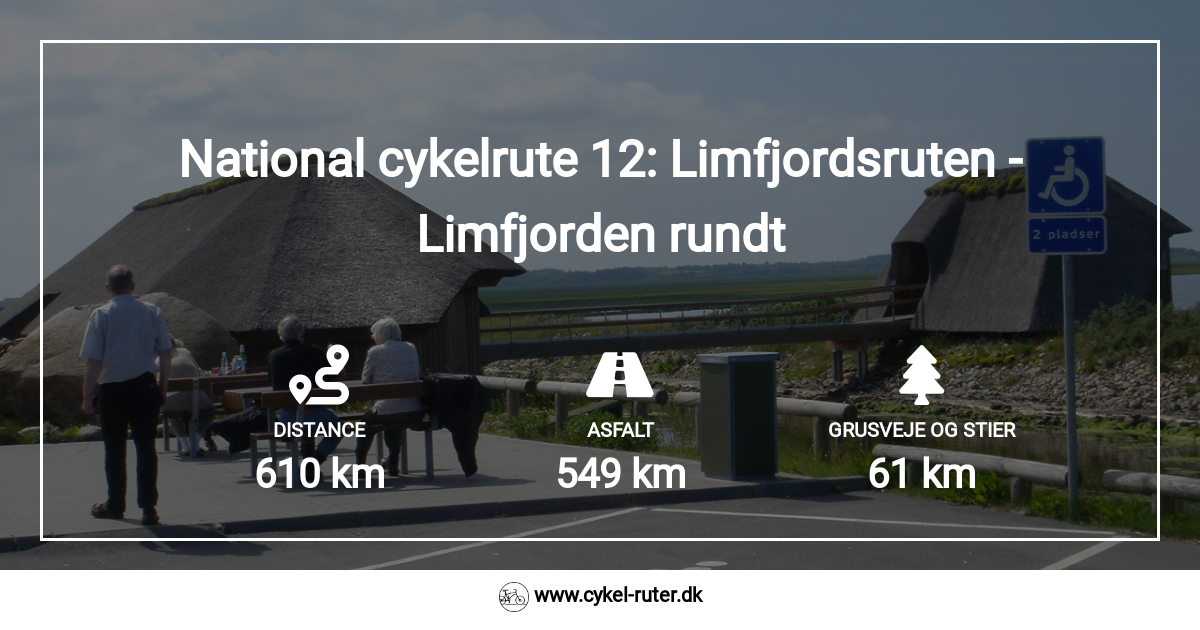 National cykelrute 12: Limfjordsruten -
Limfjorden rundt
2 pladser
DISTANCE
ASFALT
GRUSVEJE OG STIER
610 km
549 km
61 km
www.cykel-ruter.dk